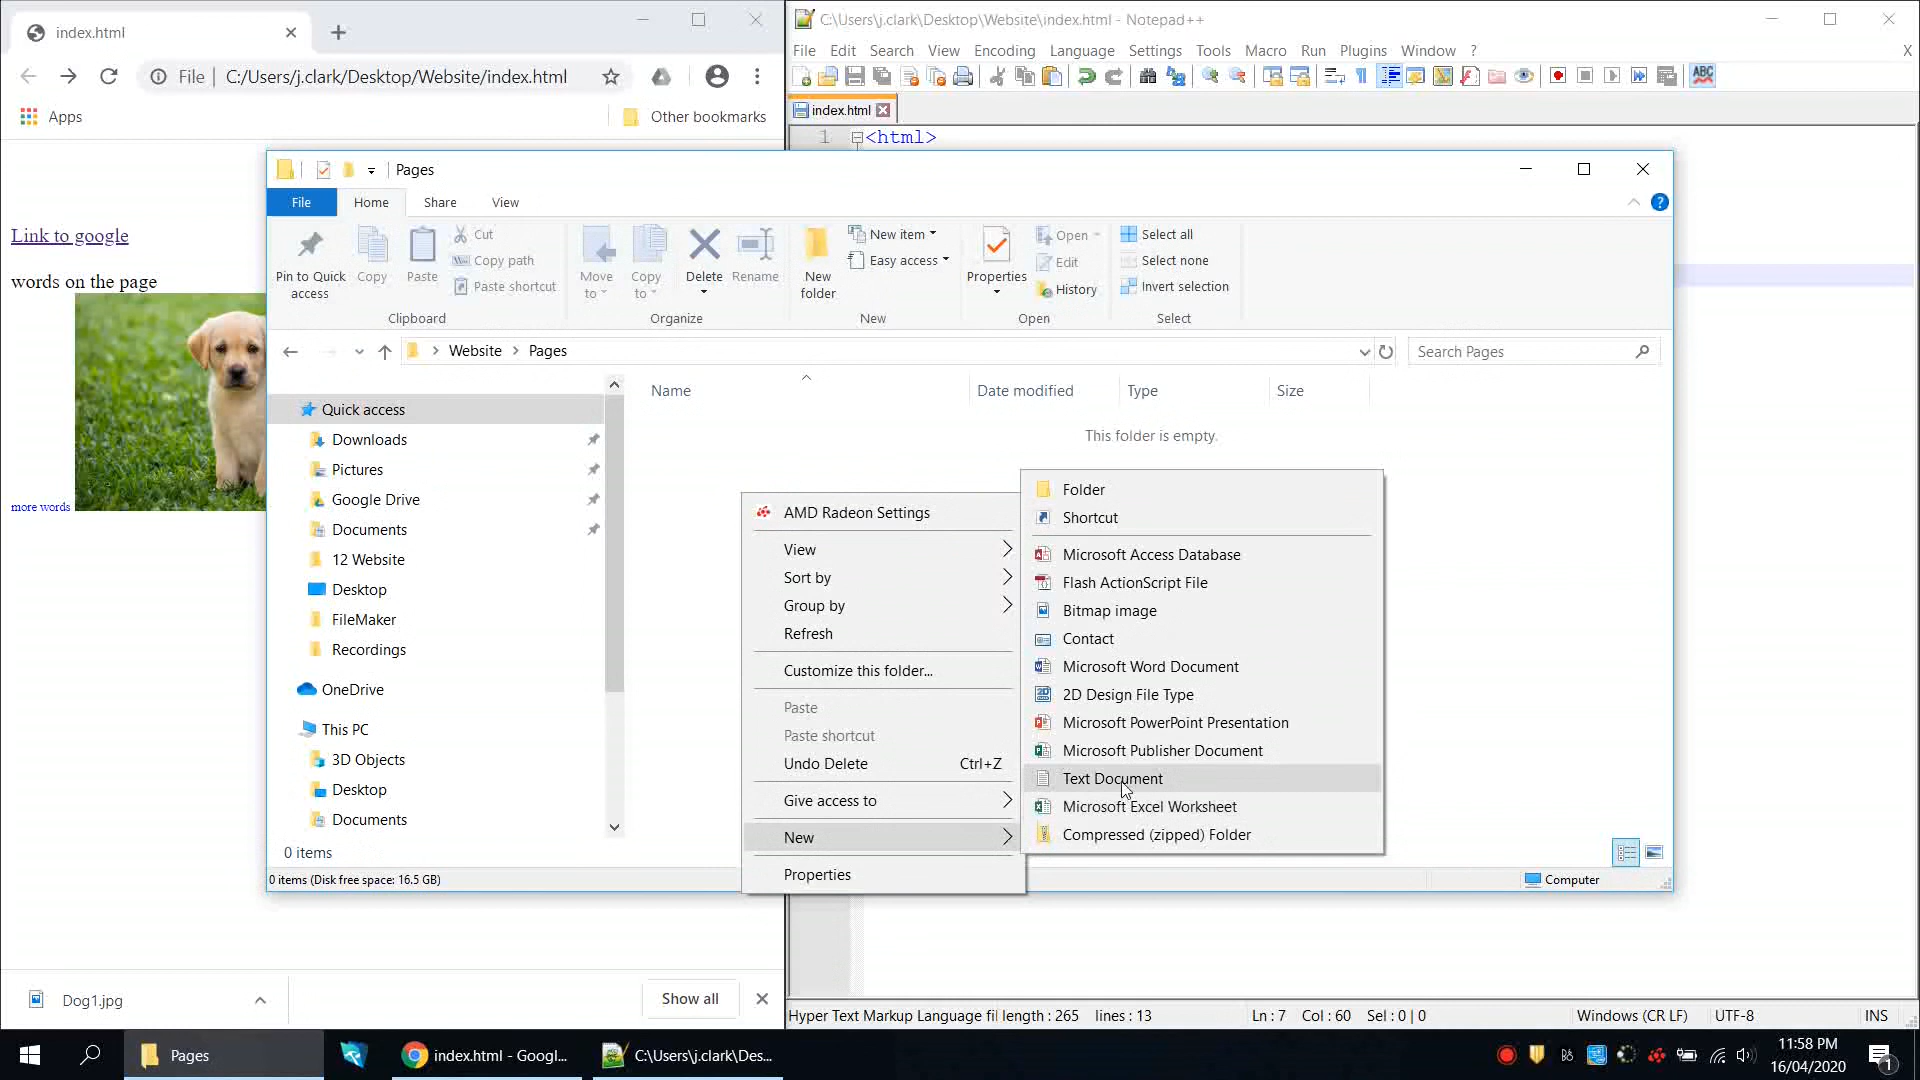 index.html
File
C:/Users/j.clark/Desktop/Website/index.html
Apps
Other bookmarks
Link to google
words on the page
more words
Dog1.jpg
Show all
C:\Users\j.clark\Desktop\Website\index.html - Notepad++
File Edit Search View Encoding Language Settings Tools Macro Run Plugins Window ? X
ABC
index.html
1 <html>
Pages
File Home Share View
Pin to Quick access
Copy
Paste
Cut
Copy path
Paste shortcut
Clipboard
Move to
Copy to
Delete
Rename
Organize
New folder
New item
Easy access
New
Properties
Open
Edit
History
Open
Select all
Select none
Invert selection
Select
Website > Pages
Search Pages
Name Date modified Type Size
This folder is empty.
Quick access
Downloads
Pictures
Google Drive
Documents
12 Website
Desktop
FileMaker
Recordings
OneDrive
This PC
3D Objects
Desktop
Documents
0 items
0 items (Disk free space: 16.5 GB)
Computer
AMD Radeon Settings
View
Sort by
Group by
Refresh
Customize this folder...
Paste
Paste shortcut
Undo Delete Ctrl+Z
Give access to
New
Properties
Folder
Shortcut
Microsoft Access Database
Flash ActionScript File
Bitmap image
Contact
Microsoft Word Document
2D Design File Type
Microsoft PowerPoint Presentation
Microsoft Publisher Document
Text Document
Microsoft Excel Worksheet
Compressed (zipped) Folder
Hyper Text Markup Language fil length : 265 lines : 13 Ln : 7 Col : 60 Sel : 0 | 0 Windows (CR LF) UTF-8 INS
Pages
index.html - Googl...
C:\Users\j.clark\Des...
11:58 PM
16/04/2020
1